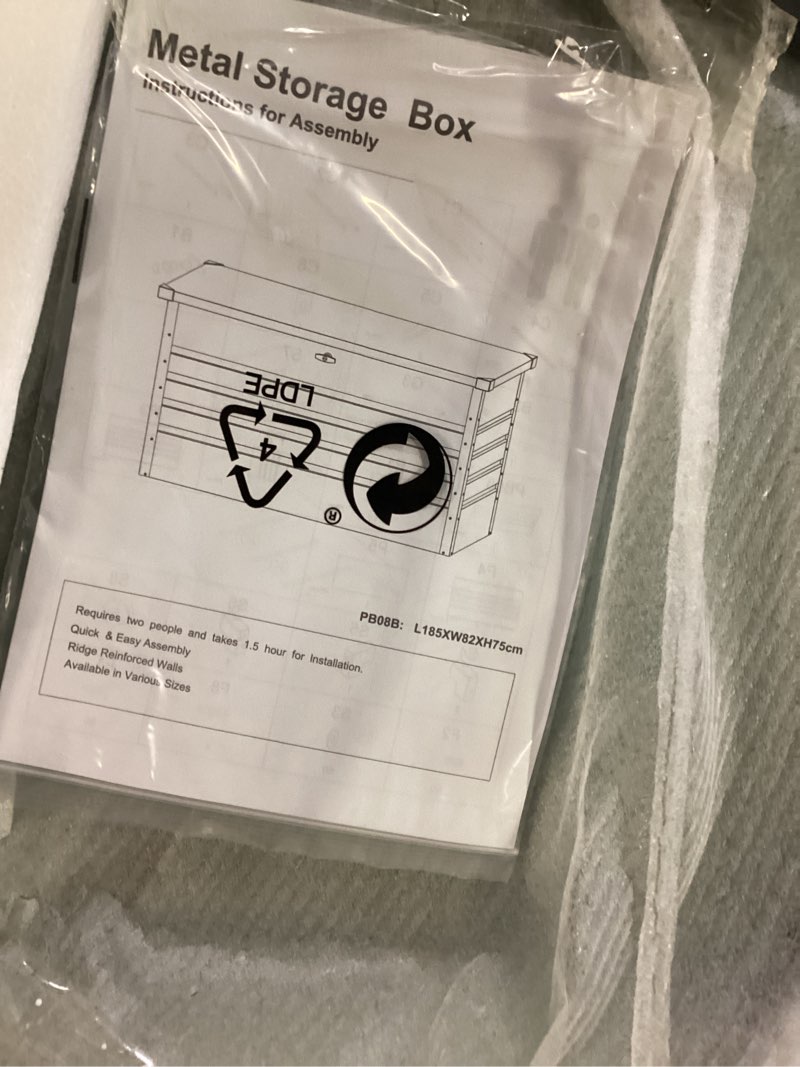 Metal Storage Box
Instructions for Assembly
LDPE
4
®
PB08B: L185XW82XH75cm
Requires two people and takes 1.5 hour for Installation.
Quick & Easy Assembly
Ridge Reinforced Walls
Available in Various Sizes